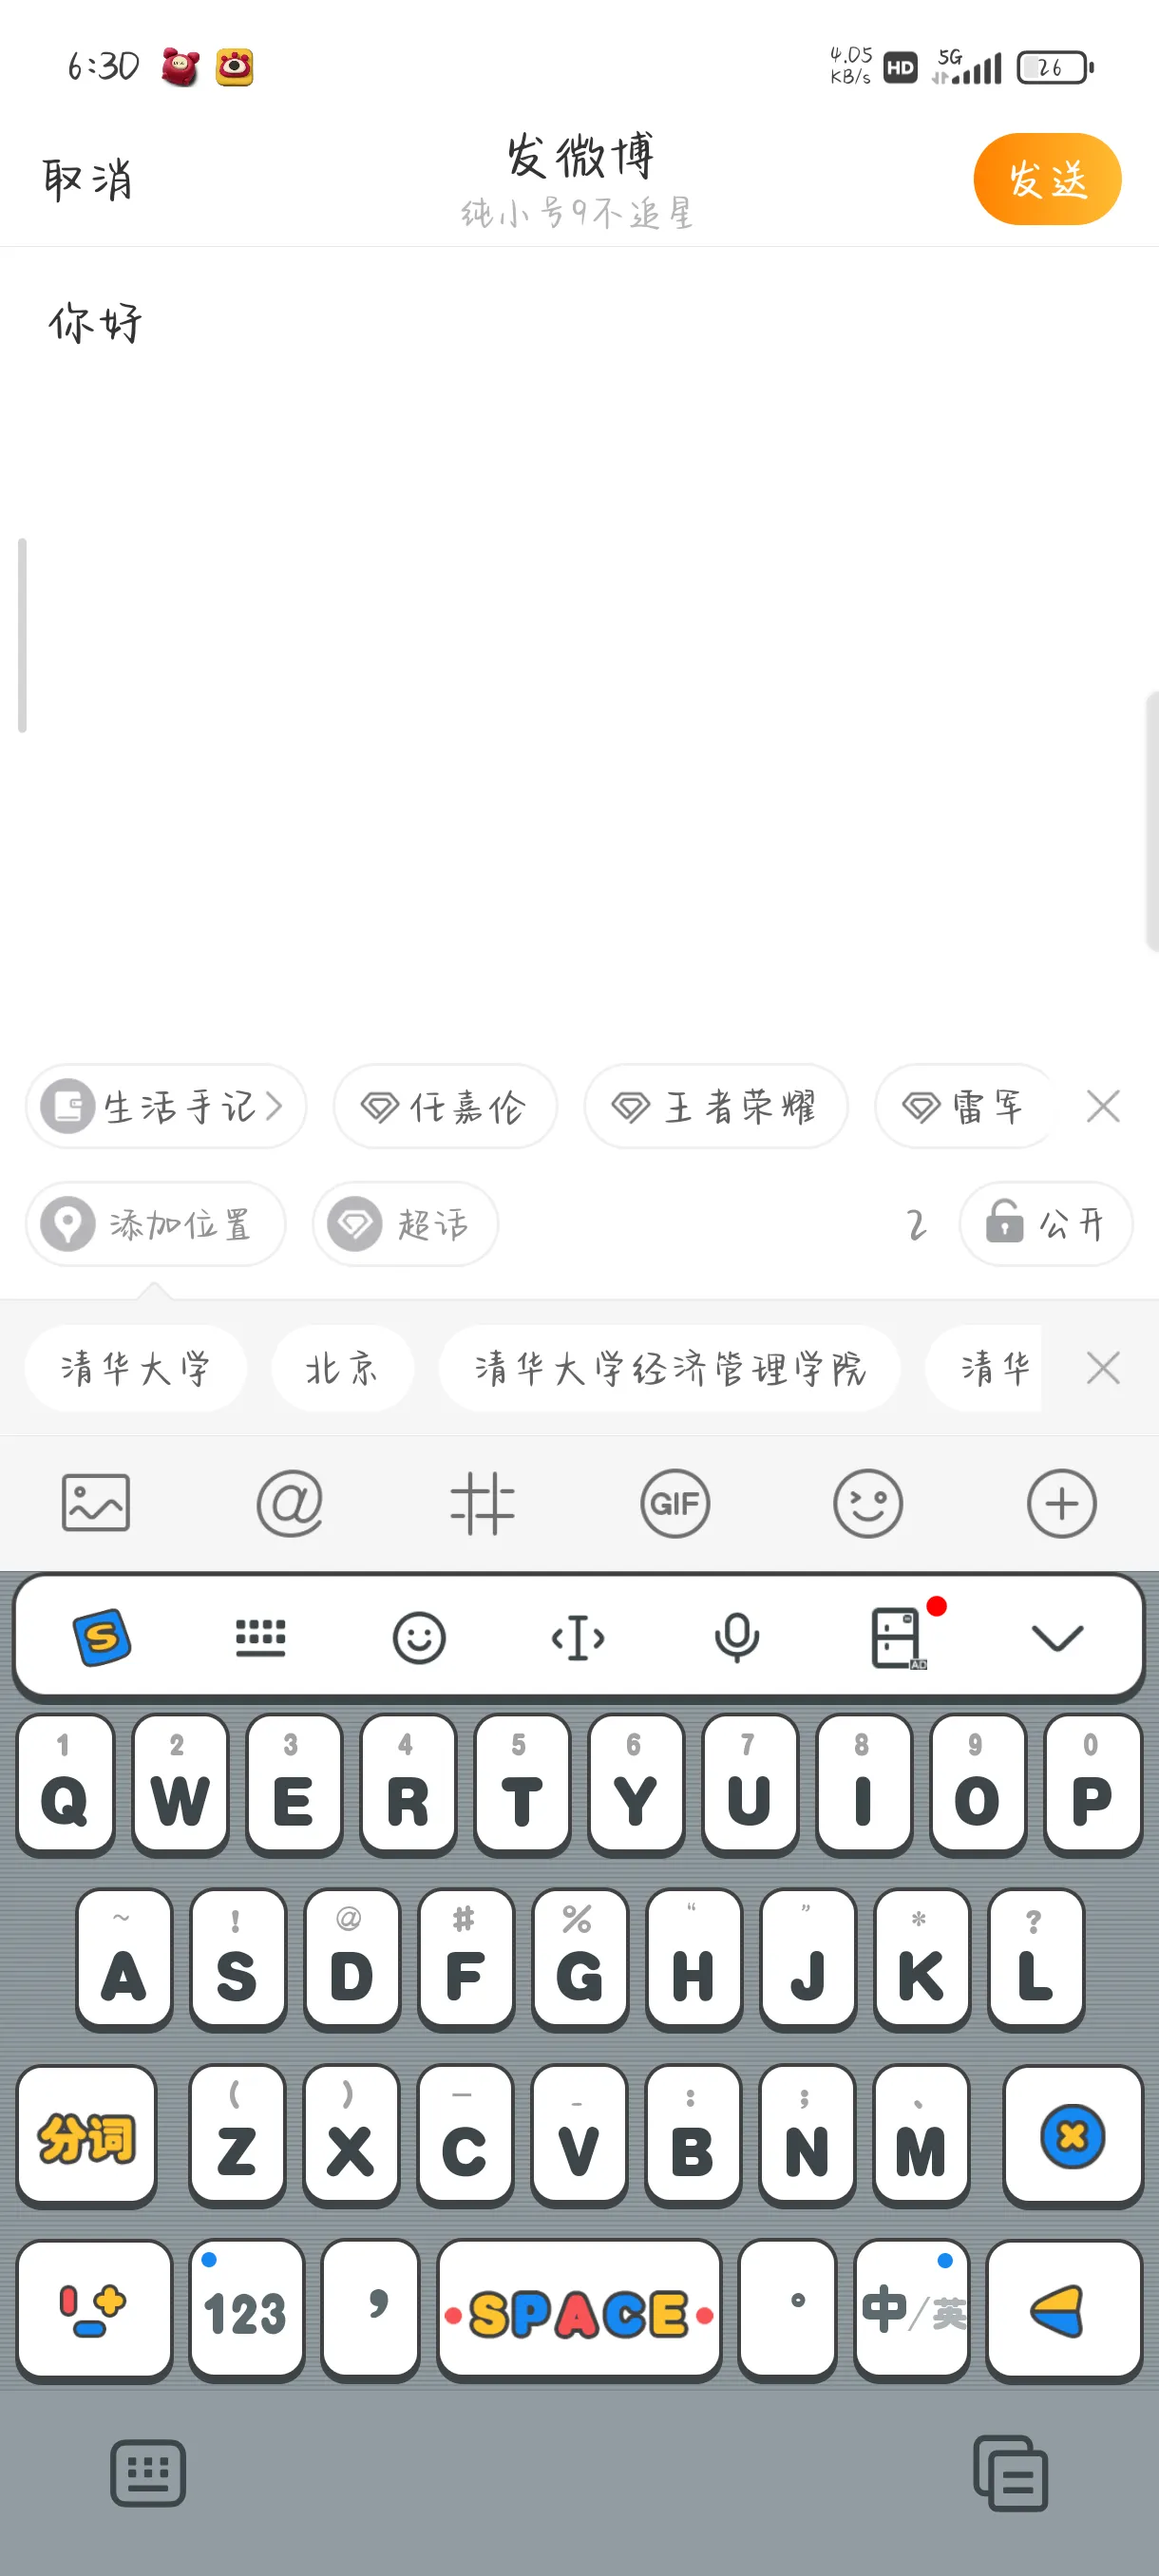 6:30 4.05 KB/s HD 5G 26
取消 发微博 发送
纯小号9不追星
你好
生活手记 任嘉伦 王者荣耀 雷军
添加位置 超话 2 公开
清华大学 北京 清华大学经济管理学院 清华
@ GIF
S AD
1 2 3 4 5 6 7 8 9 0
Q W E R T Y U I O P
~ ! @ # % “ ” * ?
A S D F G H J K L
( ) — _ : ; 、
分词 Z X C V B N M
123 , SPACE 。 中/英